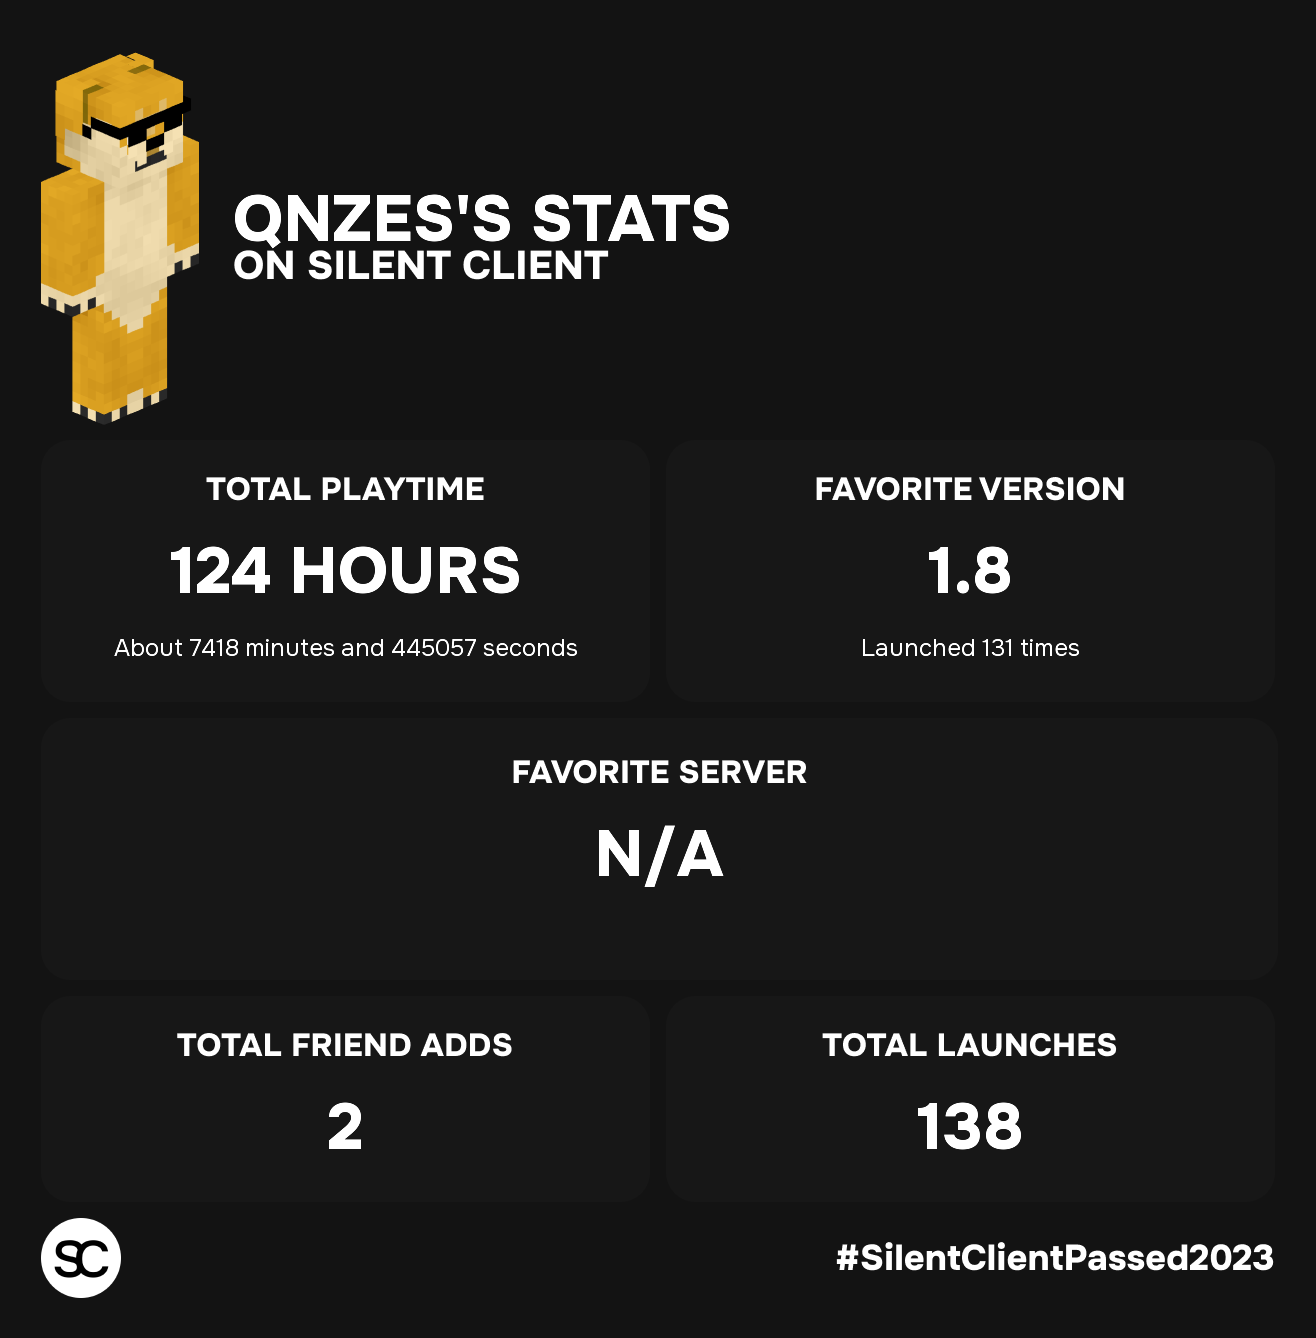 QNZES'S STATS
ON SILENT CLIENT
TOTAL PLAYTIME
124 HOURS
About 7418 minutes and 445057 seconds
FAVORITE VERSION
1.8
Launched 131 times
FAVORITE SERVER
N/A
TOTAL FRIEND ADDS
2
TOTAL LAUNCHES
138
SC
#SilentClientPassed2023